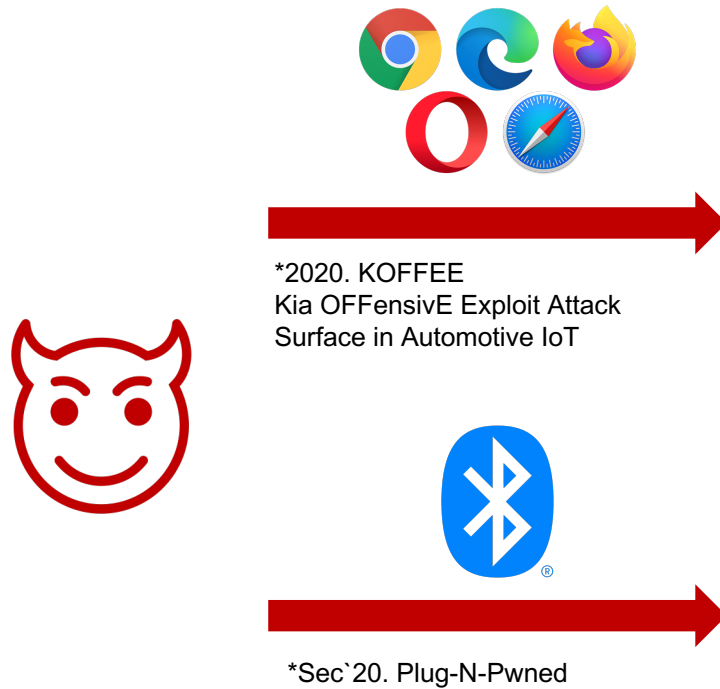 *2020. KOFFEE
Kia OFFensivE Exploit Attack
Surface in Automotive IoT
®
*Sec`20. Plug-N-Pwned